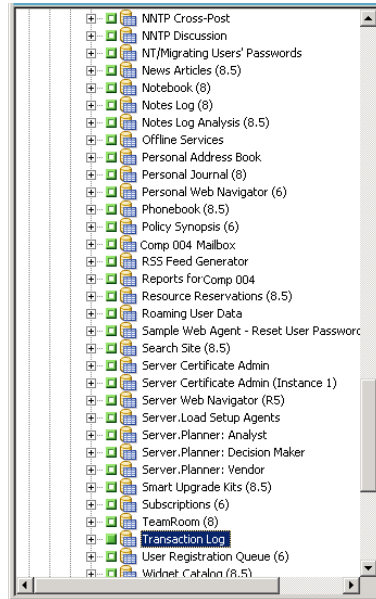 NNTP Cross-Post
NNTP Discussion
NT/Migrating Users' Passwords
News Articles (8.5)
Notebook (8)
Notes Log (8)
Notes Log Analysis (8.5)
Offline Services
Personal Address Book
Personal Journal (8)
Personal Web Navigator (6)
Phonebook (8.5)
Policy Synopsis (6)
Comp 004 Mailbox
RSS Feed Generator
Reports for Comp 004
Resource Reservations (8.5)
Roaming User Data
Sample Web Agent - Reset User Password
Search Site (8.5)
Server Certificate Admin
Server Certificate Admin (Instance 1)
Server Web Navigator (R5)
Server.Load Setup Agents
Server.Planner: Analyst
Server.Planner: Decision Maker
Server.Planner: Vendor
Smart Upgrade Kits (8.5)
Subscriptions (6)
TeamRoom (8)
Transaction Log
User Registration Queue (6)
Widget Catalog (8.5)